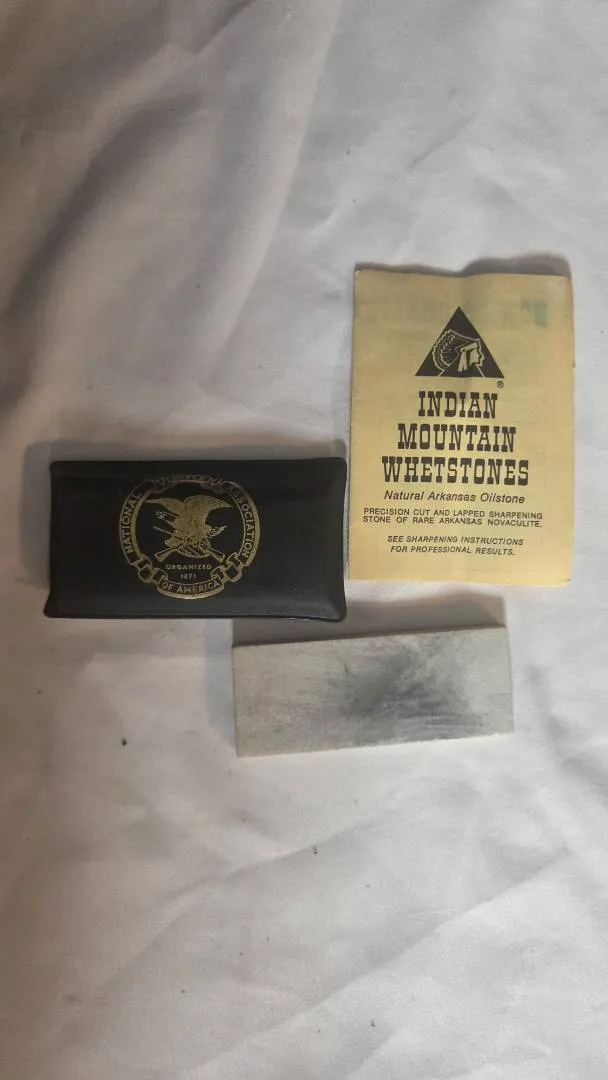 NATIONAL
ASSOCIATION
ORGANIZED
1871
OF AMERICA
®
INDIAN
MOUNTAIN
WHETSTONES
Natural Arkansas Oilstone
PRECISION CUT AND LAPPED SHARPENING
STONE OF RARE ARKANSAS NOVACULITE.
SEE SHARPENING INSTRUCTIONS
FOR PROFESSIONAL RESULTS.